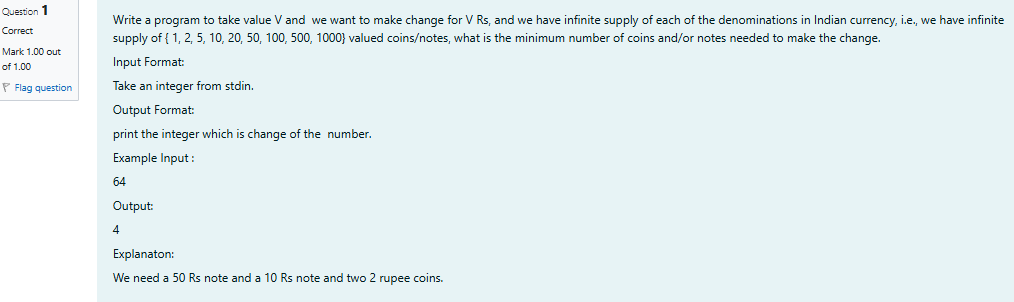 Question 1
Correct
Mark 1.00 out
of 1.00
Flag question
Write a program to take value V and we want to make change for V Rs, and we have infinite supply of each of the denominations in Indian currency, i.e., we have infinite
supply of { 1, 2, 5, 10, 20, 50, 100, 500, 1000} valued coins/notes, what is the minimum number of coins and/or notes needed to make the change.
Input Format:
Take an integer from stdin.
Output Format:
print the integer which is change of the number.
Example Input :
64
Output:
4
Explanaton:
We need a 50 Rs note and a 10 Rs note and two 2 rupee coins.